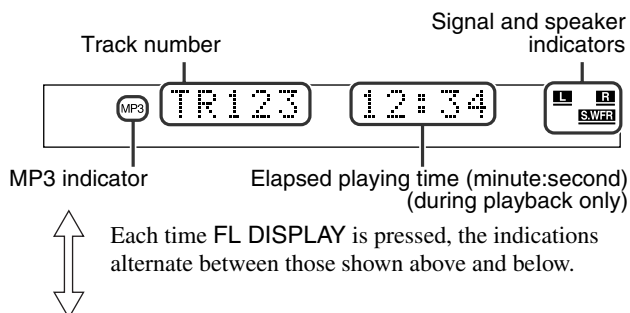 Signal and speaker
indicators
Track number
MP3 TR123 12:34 L R
S.WFR
MP3 indicator
Elapsed playing time (minute:second)
(during playback only)
Each time FL DISPLAY is pressed, the indications
alternate between those shown above and below.